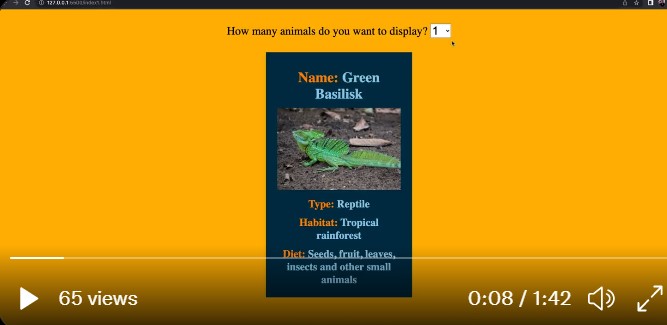 127.0.0.1:5500/index1.html
How many animals do you want to display? 1
Name: Green
Basilisk
Type: Reptile
Habitat: Tropical
rainforest
Diet: Seeds, fruit, leaves,
insects and other small
animals
65 views
0:08 / 1:42